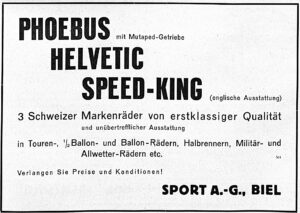 PHOEBUS mit Mutaped-Getriebe
HELVETIC
SPEED-KING (englische Ausstattung)
3 Schweizer Markenräder von erstklassiger Qualität
und unübertrefflicher Ausstattung
in Touren-, ½ Ballon- und Ballon-Rädern, Halbrennern, Militär- und
Allwetter-Rädern etc.
Verlangen Sie Preise und Konditionen!
SPORT A.-G., BIEL